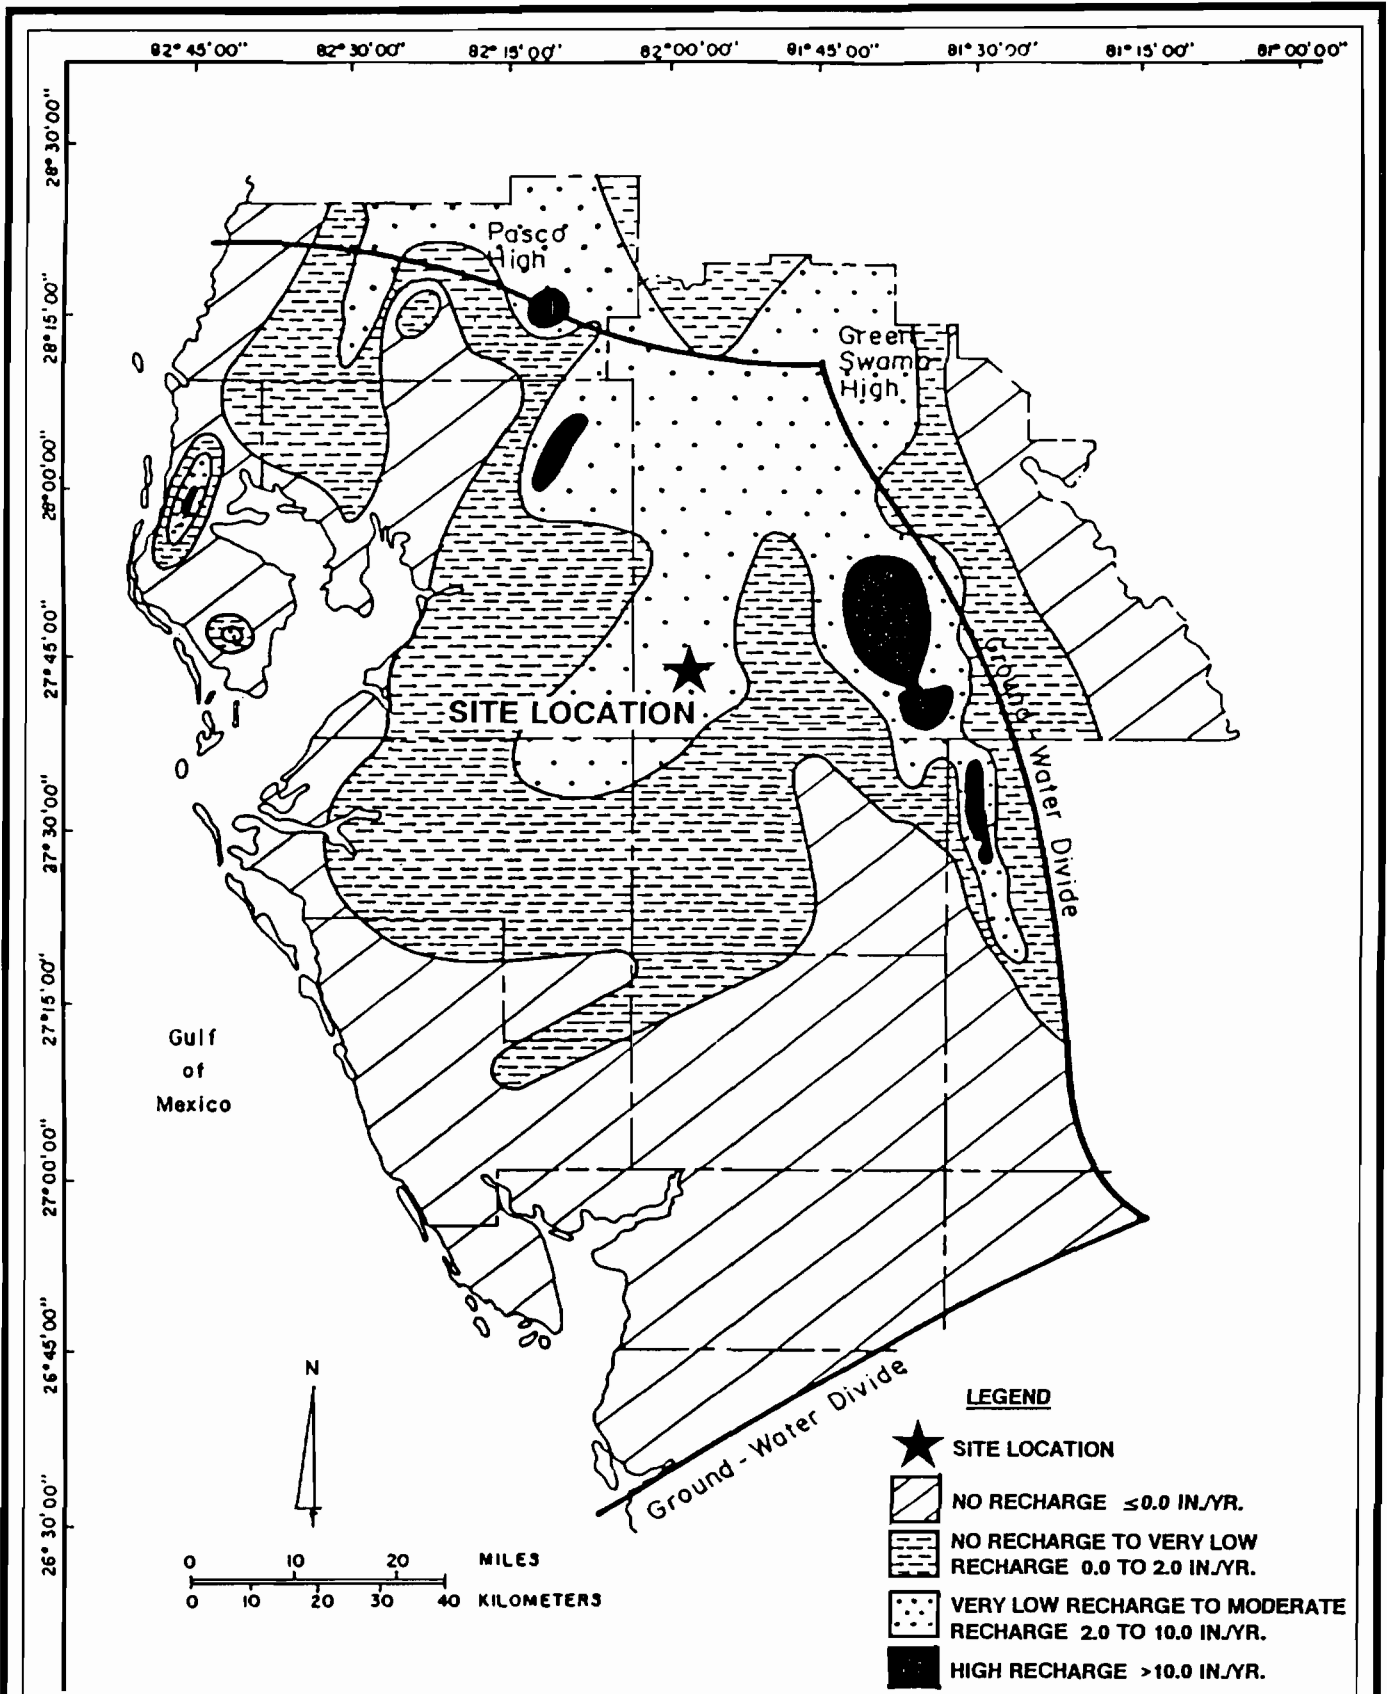 82°45'00" 82°30'00" 82°15'00" 82°00'00" 81°45'00" 81°30'00" 81°15'00" 81°00'00"
28°30'00"
28°15'00"
28°00'00"
27°45'00"
27°30'00"
27°15'00"
27°00'00"
26°45'00"
26°30'00"
Pasco
High
Green
Swamp
High
SITE LOCATION
Ground-Water Divide
Gulf
of
Mexico
Ground-Water Divide
N
0 10 20 MILES
0 10 20 30 40 KILOMETERS
LEGEND
SITE LOCATION
NO RECHARGE ≤0.0 IN./YR.
NO RECHARGE TO VERY LOW
RECHARGE 0.0 TO 2.0 IN./YR.
VERY LOW RECHARGE TO MODERATE
RECHARGE 2.0 TO 10.0 IN./YR.
HIGH RECHARGE >10.0 IN./YR.